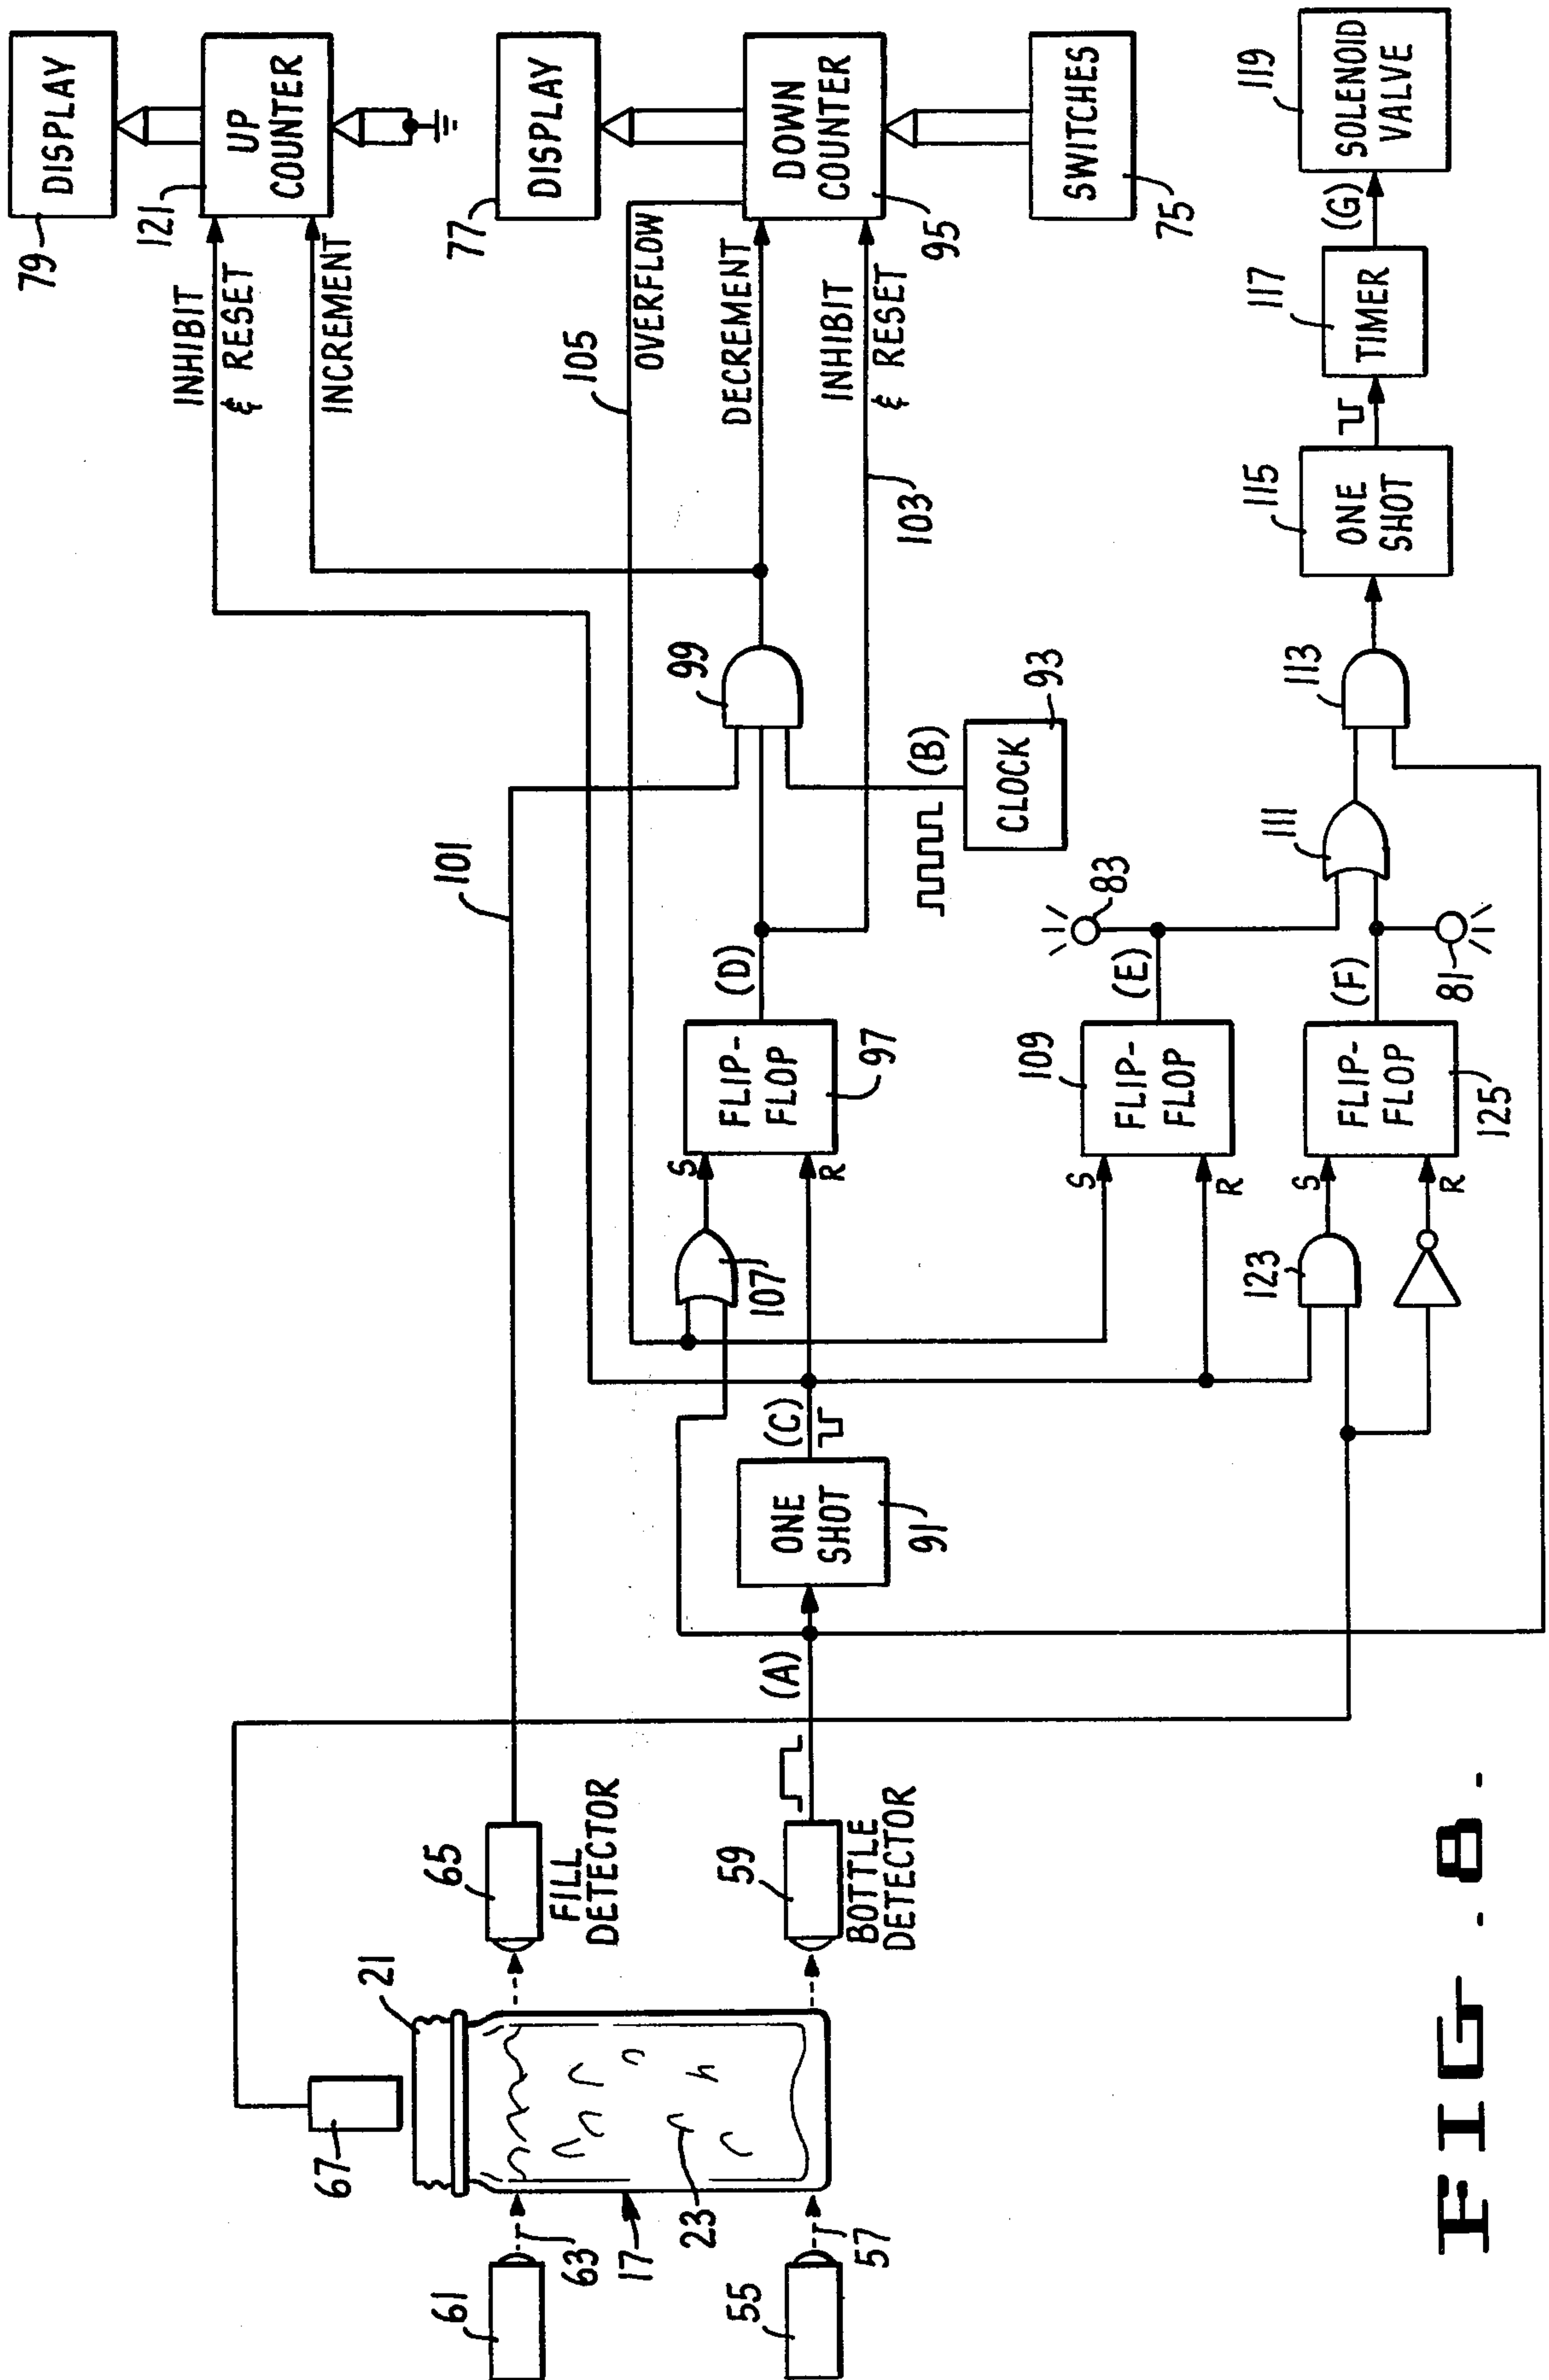 79
DISPLAY
121
UP
COUNTER
INHIBIT
& RESET
INCREMENT
77
DISPLAY
105
OVERFLOW
DECREMENT
DOWN
COUNTER
95
INHIBIT
& RESET
103
SWITCHES
75
101
99
(B)
CLOCK
93
(D)
S
FLIP-
FLOP
R
97
107
(C)
ONE
SHOT
91
(A)
83
(E)
109
S
FLIP-
FLOP
R
111
113
115
ONE
SHOT
117
TIMER
(G)
119
SOLENOID
VALVE
(F)
81
123
S
FLIP-
FLOP
R
125
67
21
65
FILL
DETECTOR
59
BOTTLE
DETECTOR
61
63
17
23
55
57
FIG. 8.